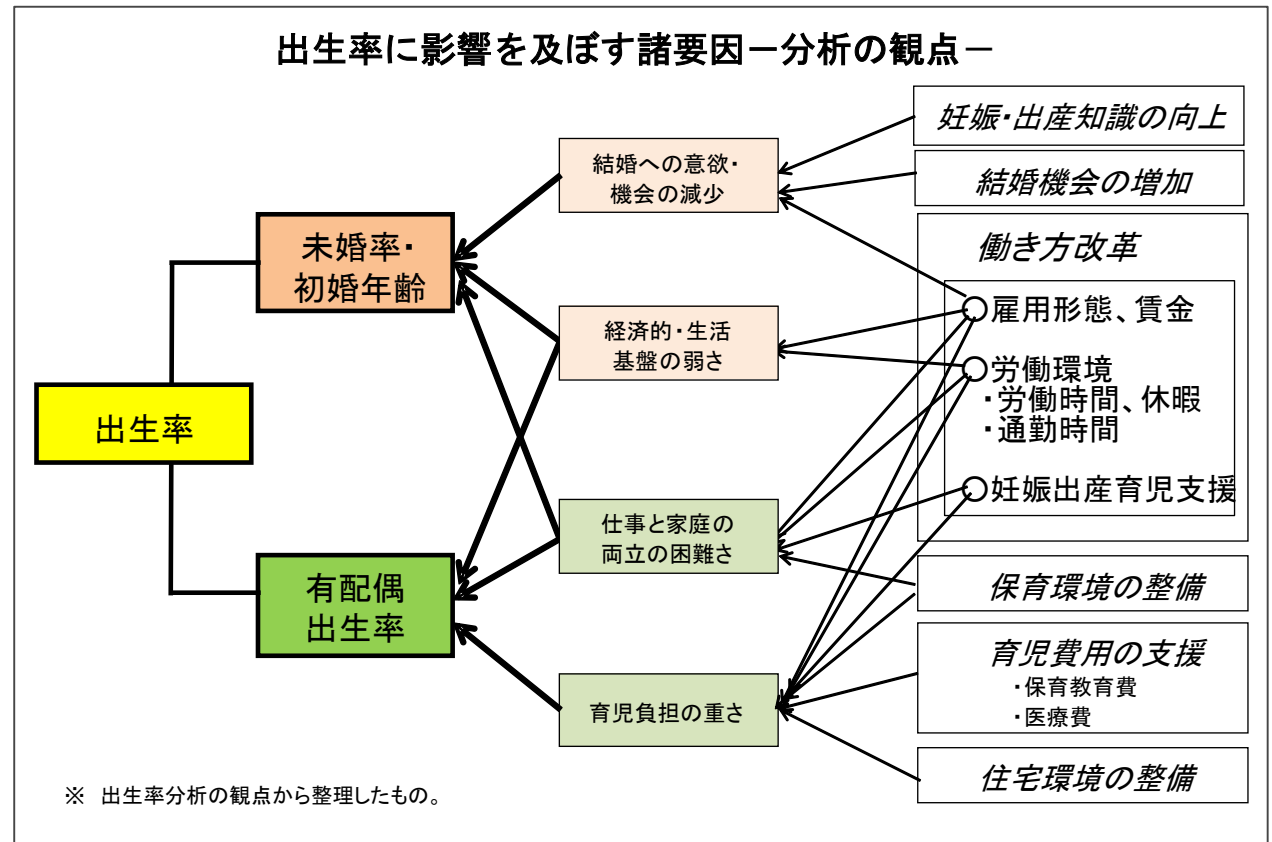 出生率に影響を及ぼす諸要因－分析の観点－
妊娠・出産知識の向上
結婚への意欲・
機会の減少
結婚機会の増加
未婚率・
初婚年齢
働き方改革
○雇用形態、賃金
経済的・生活
基盤の弱さ
○労働環境
・労働時間、休暇
・通勤時間
出生率
○妊娠出産育児支援
仕事と家庭の
両立の困難さ
有配偶
出生率
保育環境の整備
育児費用の支援
・保育教育費
・医療費
育児負担の重さ
住宅環境の整備
※ 出生率分析の観点から整理したもの。